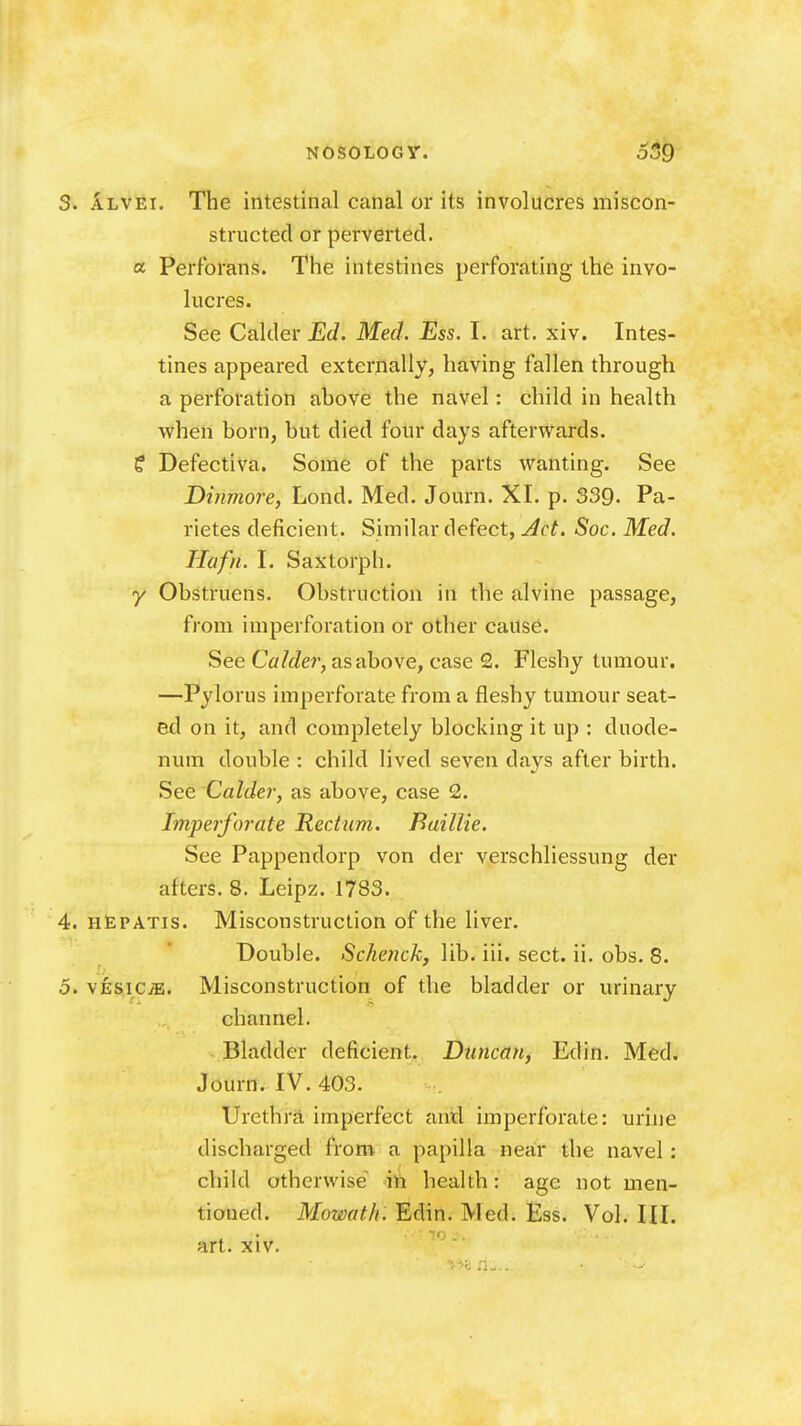 NOSOLOGY. 539
3. ÁLVEI. The intestinal canal or its involucres miscon-
structed or perverted.
α Perforans. The intestines perforating the invo-
lucres.
See Calder Ed. Med. Ess. I. art. xiv. Intes-
tines appeared externally, having fallen through
a perforation above the navel: child in health
when born, but died four days afterwards.
ϐ Defectiva. Some of the parts wanting. See
Dinmore, Lond. Med. Journ. XI. p. 339. Pa-
rietes deficient. Similar defect, Act. Soc. Med.
Hafn. I. Saxtorph.
γ Obstruens. Obstruction in the alvine passage,
from imperforation or other cause.
See Calder, as above, case 2. Fleshy tumour.
—Pylorus imperforate from a fleshy tumour seat-
ed on it, and completely blocking it up : duode-
num double : child lived seven days after birth.
See Calder, as above, case 2.
Imperforate Rectum. Baillie.
See Pappendorp von der verschliessung der
afters. 8. Leipz. 1783.
4. HÉPATIS. Misconstruction of the liver.
Double. Schenck, lib. iii. sect. ii. obs. 8.
5. VÉSICÆ. Misconstruction of the bladder or urinary
channel.
Bladder deficient. Duncan, Edin. Med.
Journ. IV. 403.
Urethra imperfect and imperforate: urine
discharged from a papilla near the navel :
child otherwise in health: age not men-
tioned. Mowath. Edin. Med. Ess. Vol. III.
art. xiv.